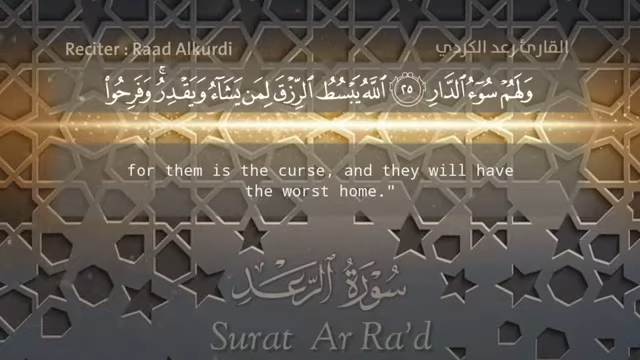 Reciter : Raad Alkurdi
القارئ رعد الكردي
وَلَهُمْ سُوٓءُ ٱلدَّارِ ٢٥ ٱللَّهُ يَبْسُطُ ٱلرِّزْقَ لِمَن يَشَآءُ وَيَقْدِرُ ۚ وَفَرِحُوا۟
for them is the curse, and they will have
the worst home."
سُورَةُ الرَّعْدِ
Surat Ar Ra'd